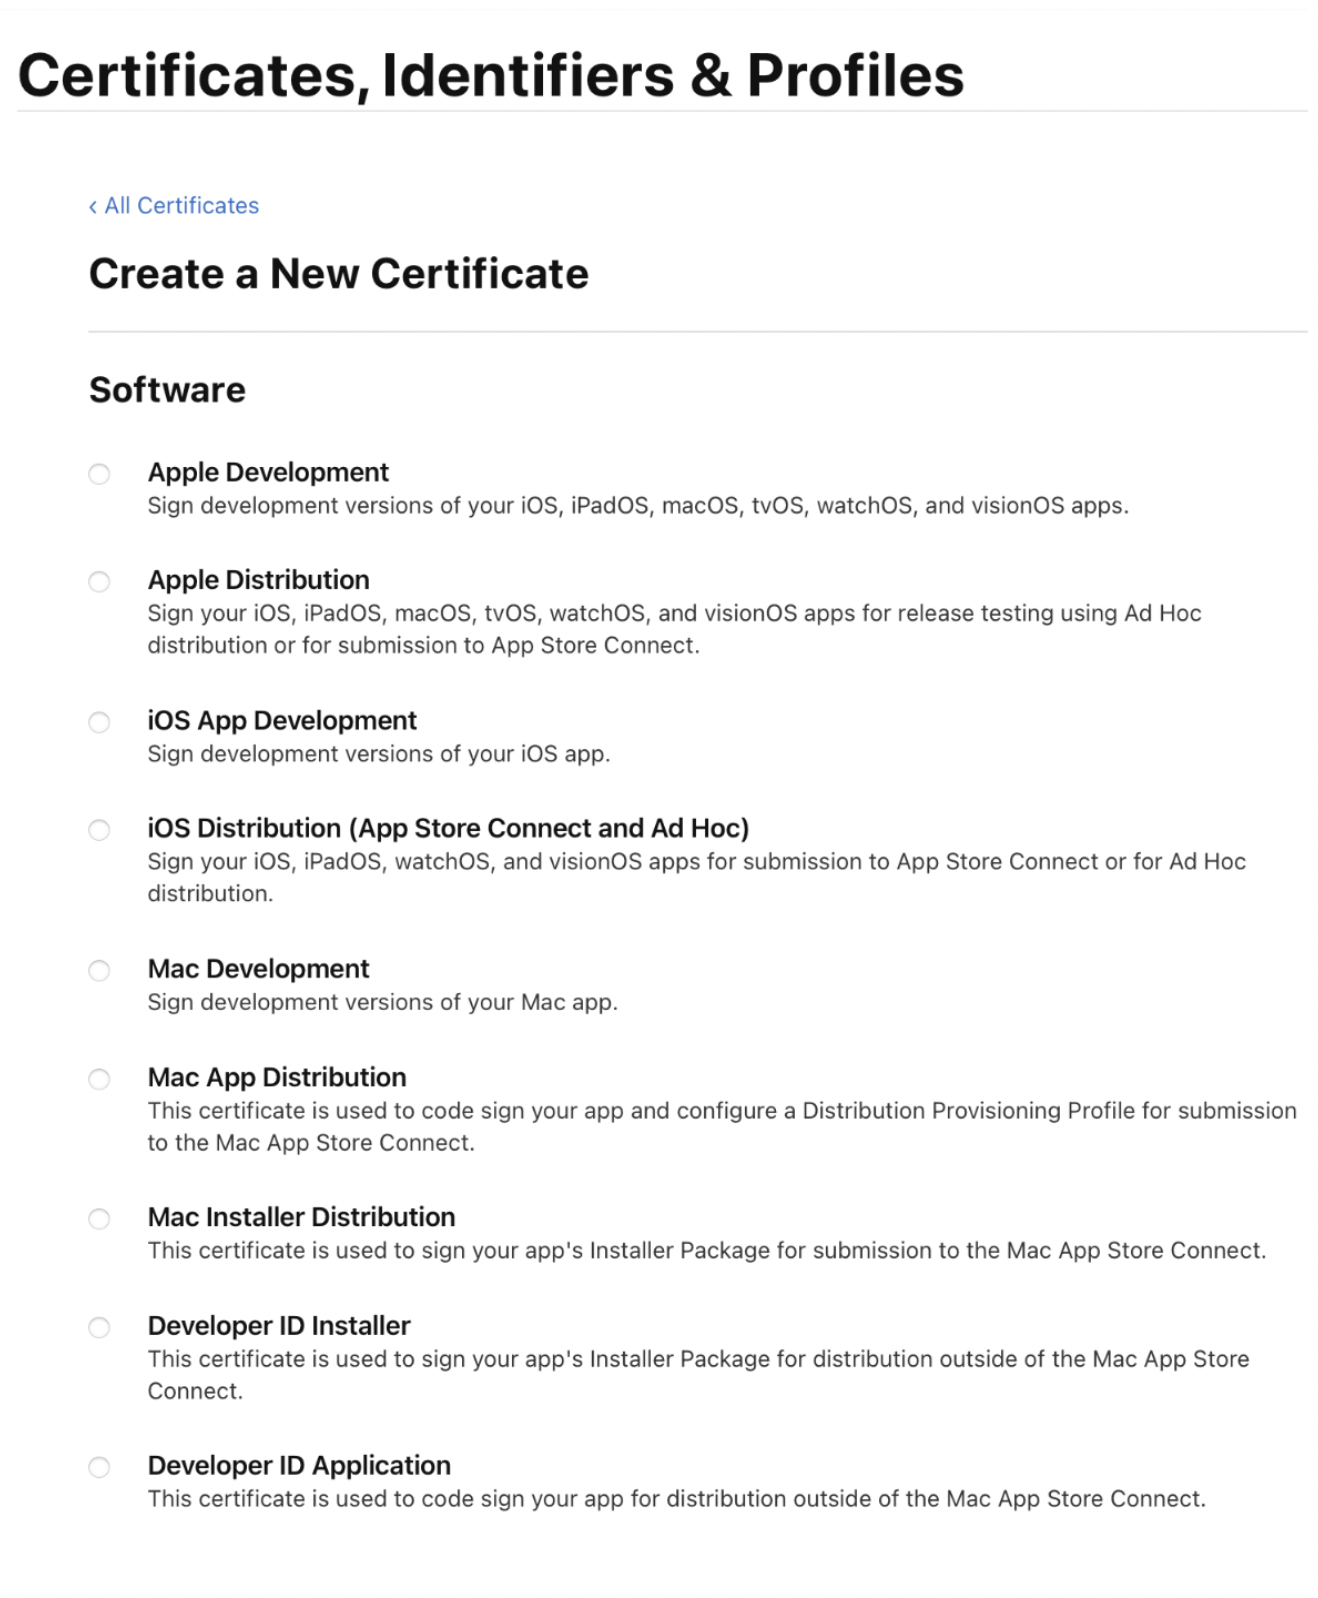 Certificates, Identifiers & Profiles
‹ All Certificates
Create a New Certificate
Software
Apple Development
Sign development versions of your iOS, iPadOS, macOS, tvOS, watchOS, and visionOS apps.
Apple Distribution
Sign your iOS, iPadOS, macOS, tvOS, watchOS, and visionOS apps for release testing using Ad Hoc
distribution or for submission to App Store Connect.
iOS App Development
Sign development versions of your iOS app.
iOS Distribution (App Store Connect and Ad Hoc)
Sign your iOS, iPadOS, watchOS, and visionOS apps for submission to App Store Connect or for Ad Hoc
distribution.
Mac Development
Sign development versions of your Mac app.
Mac App Distribution
This certificate is used to code sign your app and configure a Distribution Provisioning Profile for submission
to the Mac App Store Connect.
Mac Installer Distribution
This certificate is used to sign your app's Installer Package for submission to the Mac App Store Connect.
Developer ID Installer
This certificate is used to sign your app's Installer Package for distribution outside of the Mac App Store
Connect.
Developer ID Application
This certificate is used to code sign your app for distribution outside of the Mac App Store Connect.